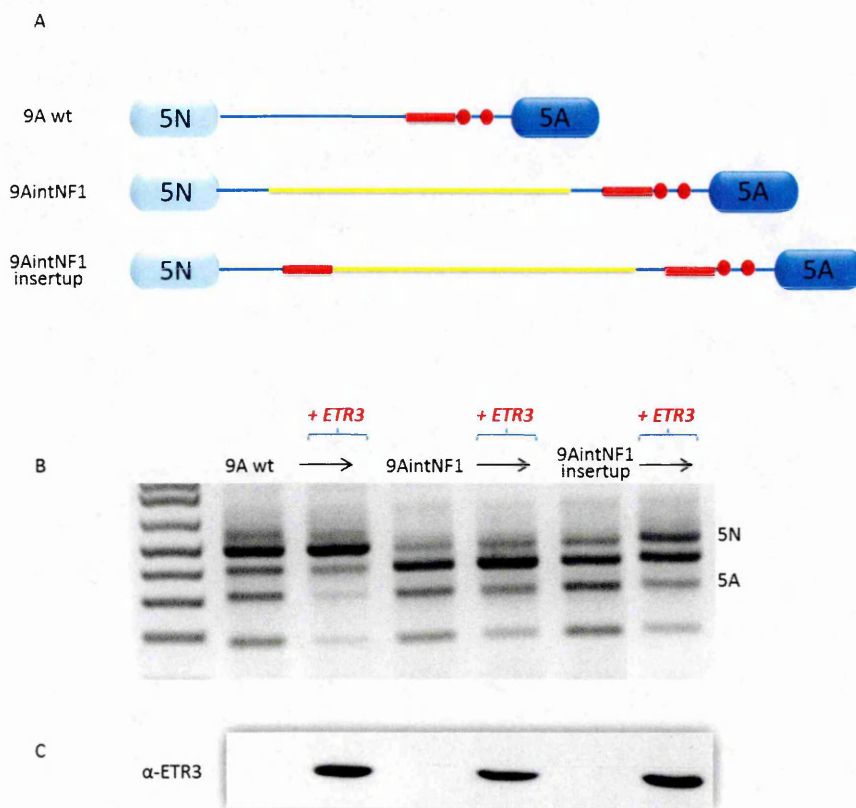 A
9A wt
5N
5A
9AintNF1
5N
5A
9AintNF1
insertup
5N
5A
+ ETR3
+ ETR3
+ ETR3
B
9A wt
9AintNF1
9AintNF1
insertup
5N
5A
C
α-ETR3